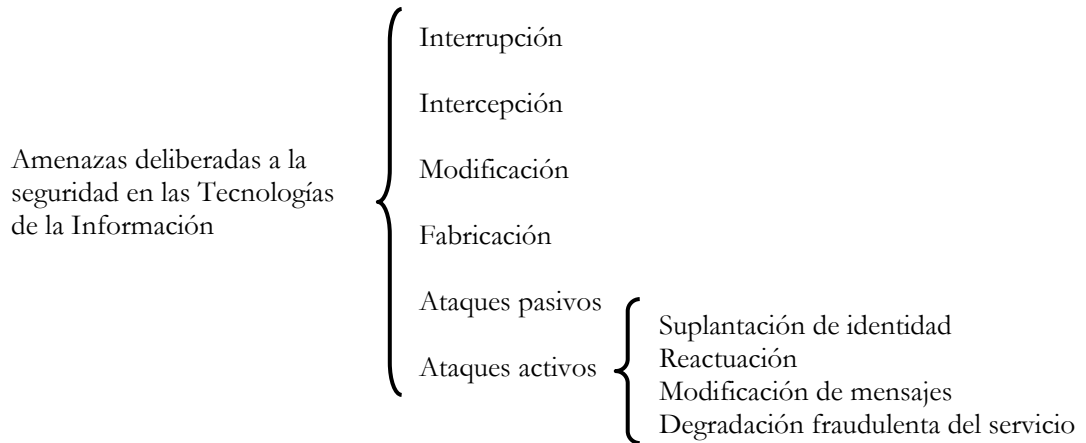 Amenazas deliberadas a la
seguridad en las Tecnologías
de la Información
Interrupción
Intercepción
Modificación
Fabricación
Ataques pasivos
Ataques activos
Suplantación de identidad
Reactuación
Modificación de mensajes
Degradación fraudulenta del servicio